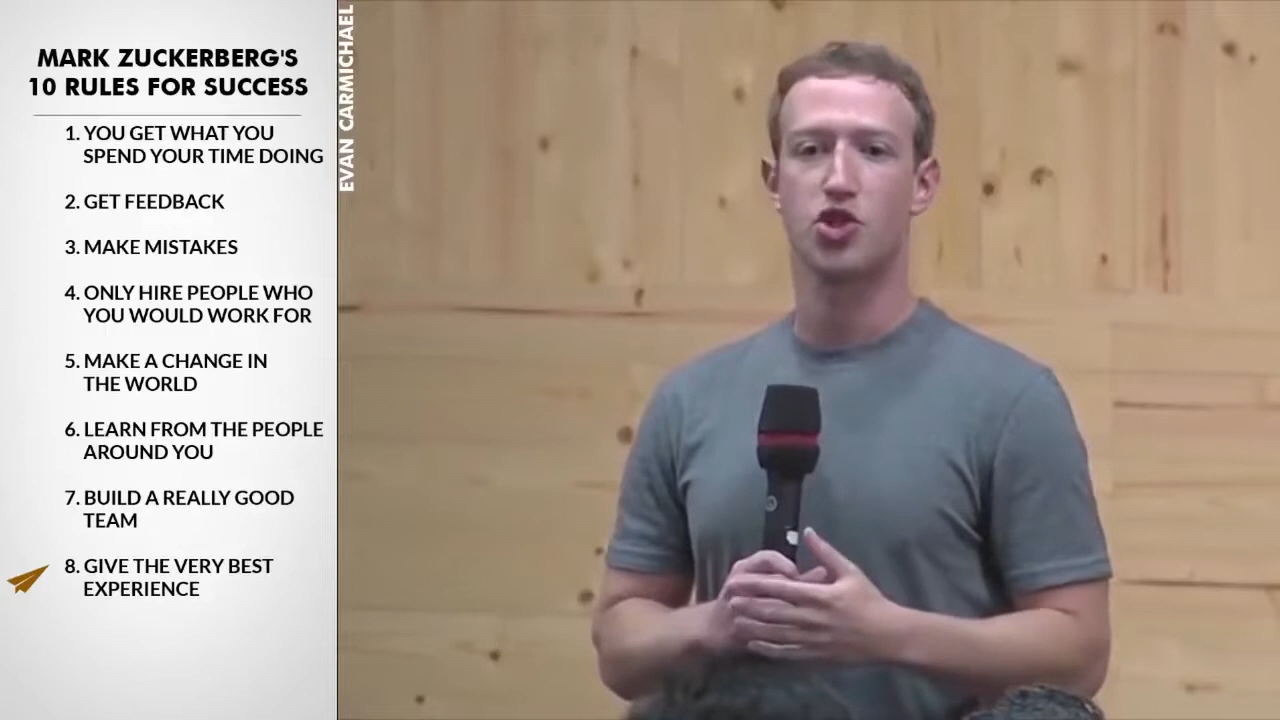 MARK ZUCKERBERG'S
10 RULES FOR SUCCESS
1. YOU GET WHAT YOU
SPEND YOUR TIME DOING
2. GET FEEDBACK
3. MAKE MISTAKES
4. ONLY HIRE PEOPLE WHO
YOU WOULD WORK FOR
5. MAKE A CHANGE IN
THE WORLD
6. LEARN FROM THE PEOPLE
AROUND YOU
7. BUILD A REALLY GOOD
TEAM
8. GIVE THE VERY BEST
EXPERIENCE
EVAN CARMICHAEL